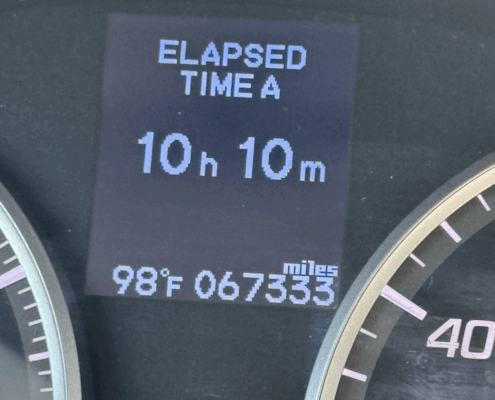 ELAPSED
TIME A
10h 10m
miles
98°F 067333
40